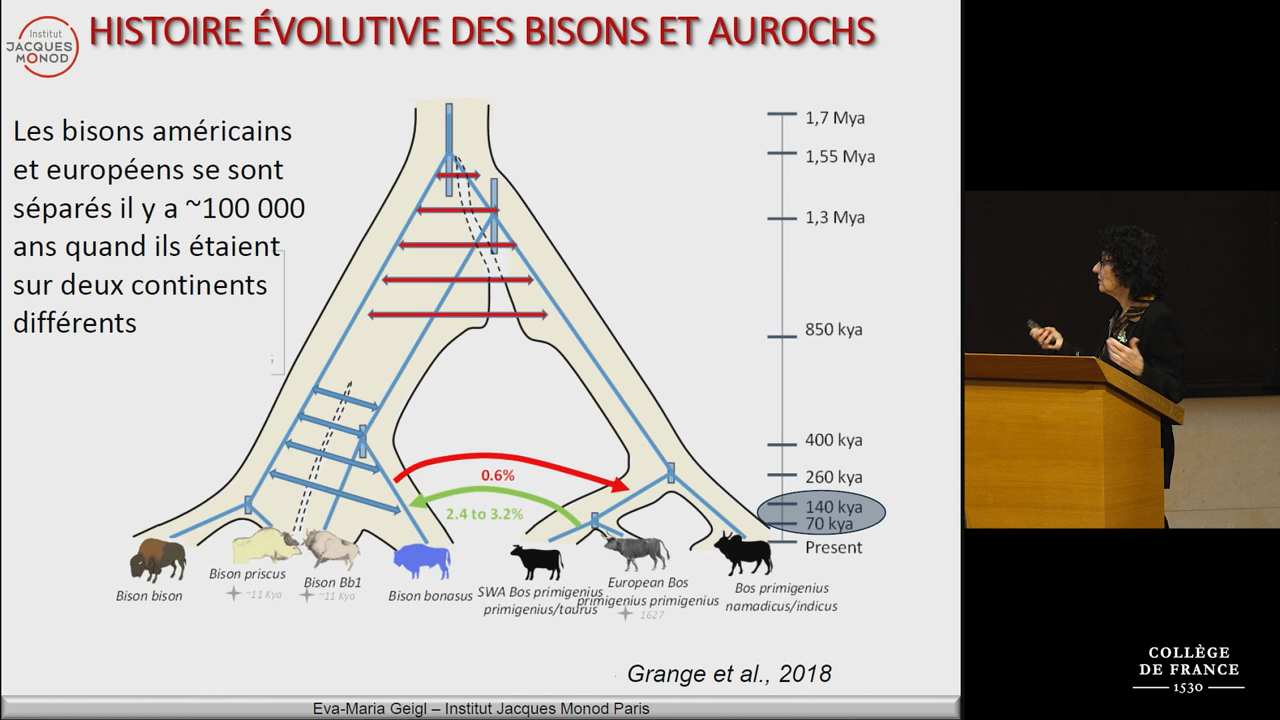 Institut
JACQUES
MONOD
HISTOIRE ÉVOLUTIVE DES BISONS ET AUROCHS
Les bisons américains
et européens se sont
séparés il y a ~100 000
ans quand ils étaient
sur deux continents
différents
1,7 Mya
1,55 Mya
1,3 Mya
850 kya
400 kya
260 kya
140 kya
70 kya
Present
0.6%
2.4 to 3.2%
Bison bison
Bison priscus
~11 Kya
Bison Bb1
~11 Kya
Bison bonasus
SWA Bos primigenius
primigenius/taurus
European Bos
primigenius primigenius
1627
Bos primigenius
namadicus/indicus
Grange et al., 2018
Eva-Maria Geigl – Institut Jacques Monod Paris
COLLÈGE
DE FRANCE
1530